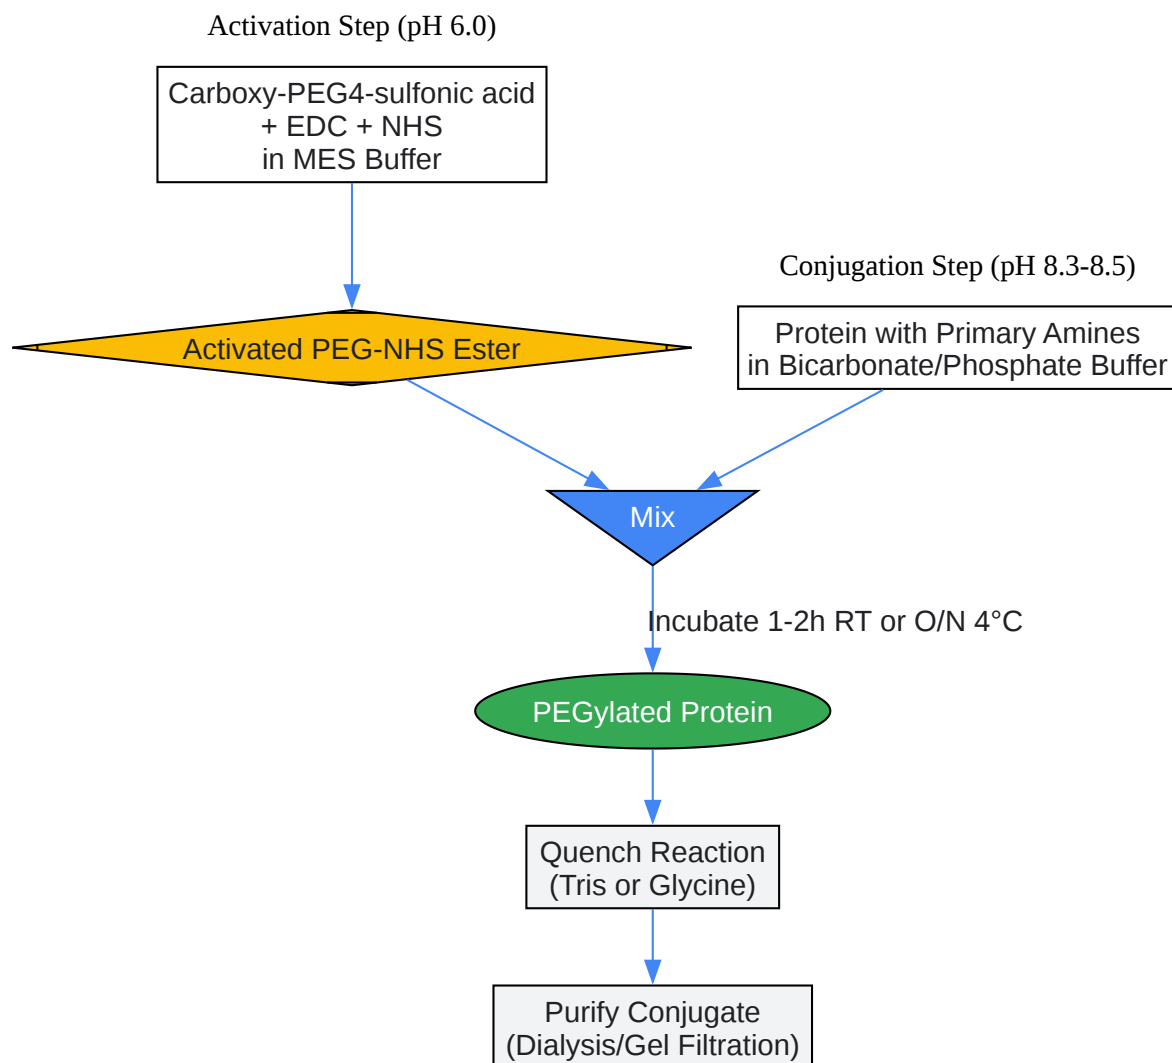 Activation Step (pH 6.0)
Carboxy-PEG4-sulfonic acid
+ EDC + NHS
in MES Buffer
Conjugation Step (pH 8.3-8.5)
Protein with Primary Amines
in Bicarbonate/Phosphate Buffer
Activated PEG-NHS Ester
Mix
Incubate 1-2h RT or O/N 4°C
PEGylated Protein
Quench Reaction
(Tris or Glycine)
Purify Conjugate
(Dialysis/Gel Filtration)